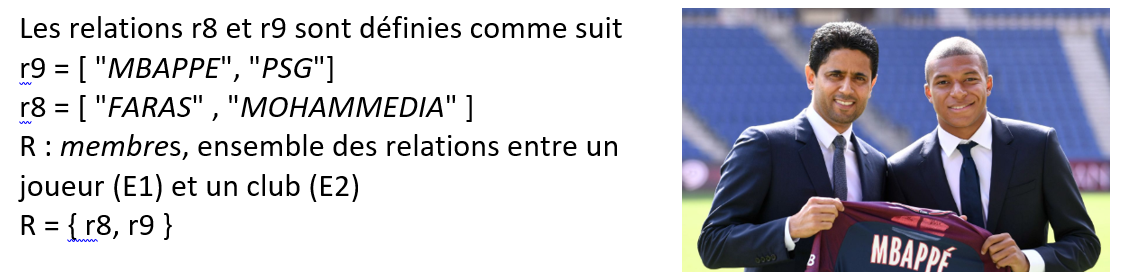 Les relations r8 et r9 sont définies comme suit
r9 = [ "MBAPPE", "PSG"]
r8 = [ "FARAS" , "MOHAMMEDIA" ]
R : membres, ensemble des relations entre un
joueur (E1) et un club (E2)
R = { r8, r9 }
MBAPPÉ